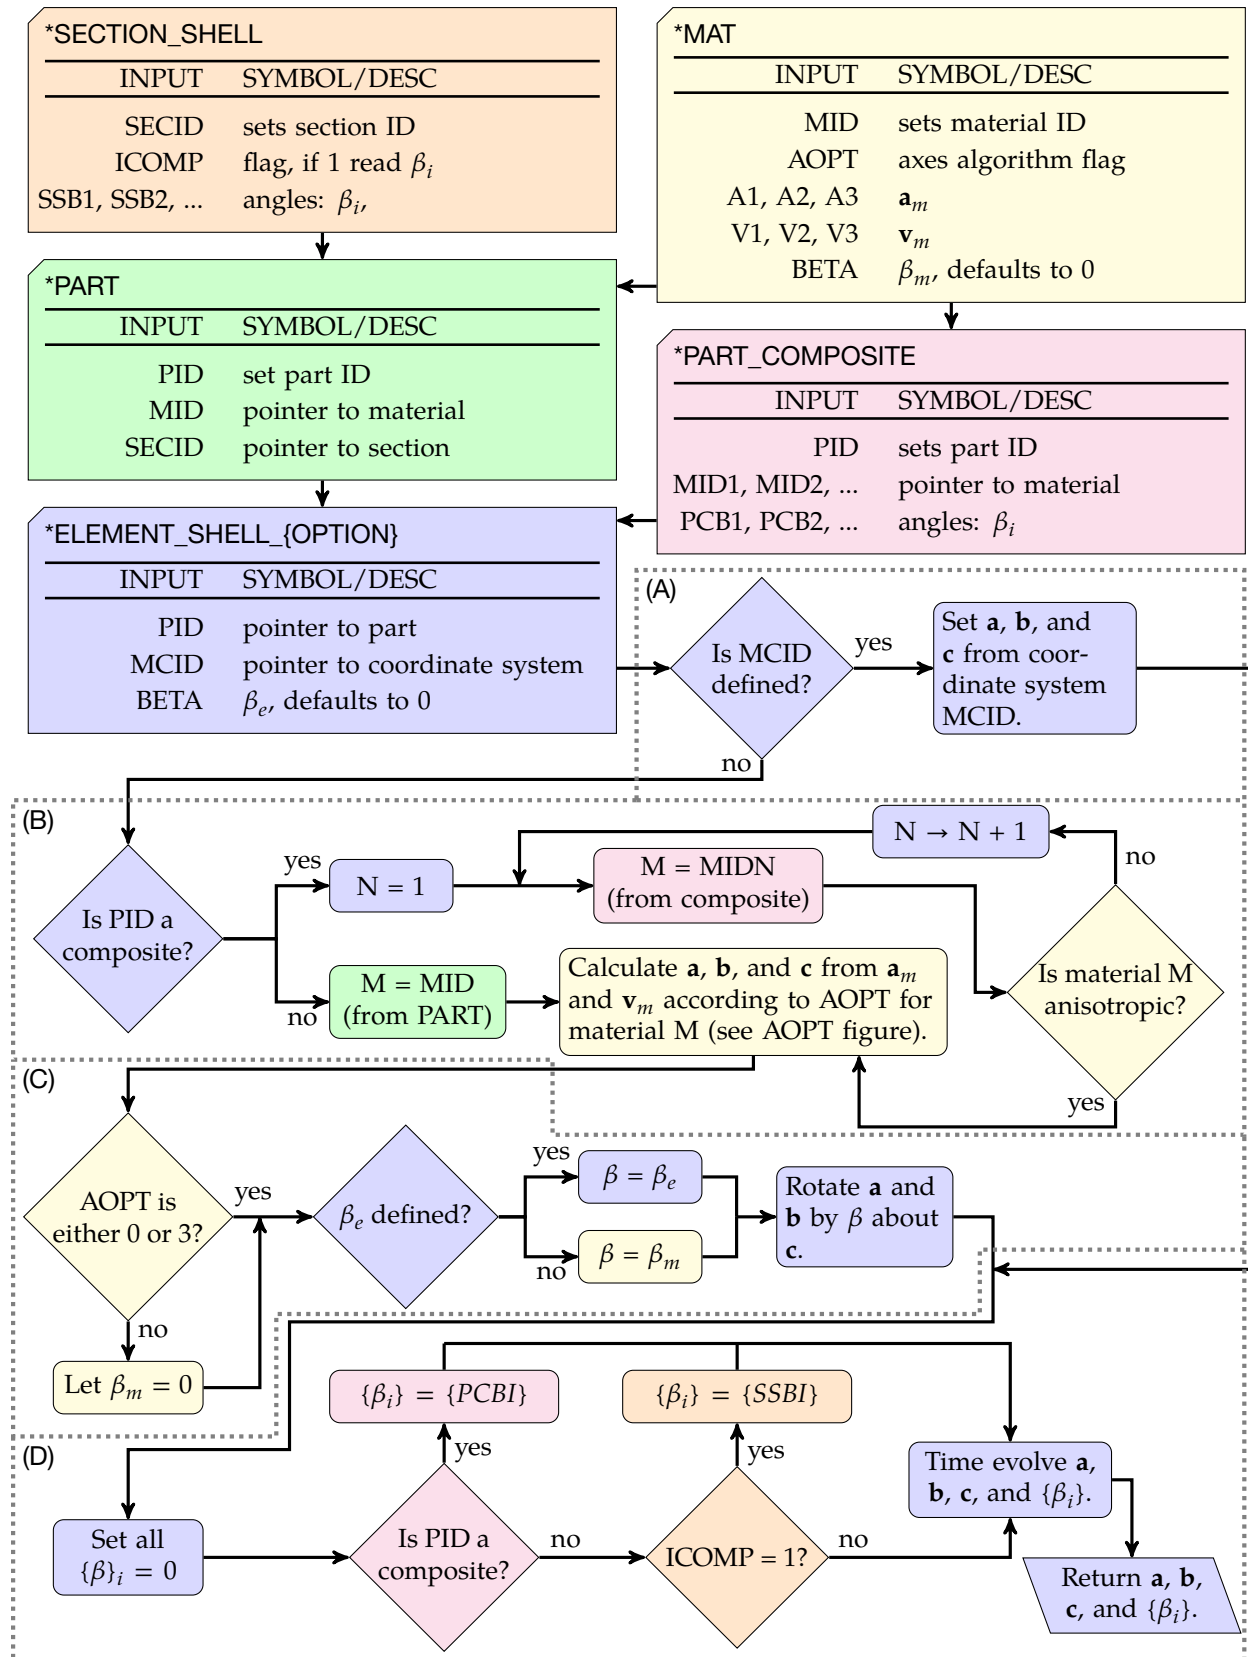 *SECTION_SHELL
INPUT SYMBOL/DESC
SECID sets section ID
ICOMP flag, if 1 read βi
SSB1, SSB2, ... angles: βi,
*MAT
INPUT SYMBOL/DESC
MID sets material ID
AOPT axes algorithm flag
A1, A2, A3 am
V1, V2, V3 vm
BETA βm, defaults to 0
*PART
INPUT SYMBOL/DESC
PID set part ID
MID pointer to material
SECID pointer to section
*PART_COMPOSITE
INPUT SYMBOL/DESC
PID sets part ID
MID1, MID2, ... pointer to material
PCB1, PCB2, ... angles: βi
*ELEMENT_SHELL_{OPTION}
INPUT SYMBOL/DESC
PID pointer to part
MCID pointer to coordinate system
BETA βe, defaults to 0
(A)
Is MCID
defined?
yes
Set a, b, and
c from coor-
dinate system
MCID.
no
(B)
Is PID a
composite?
yes
N = 1
M = MIDN
(from composite)
N → N + 1
no
Is material M
anisotropic?
no
M = MID
(from PART)
Calculate a, b, and c from am
and vm according to AOPT for
material M (see AOPT figure).
yes
(C)
AOPT is
either 0 or 3?
yes
βe defined?
yes
β = βe
no
β = βm
Rotate a and
b by β about
c.
no
Let βm = 0
(D)
Set all
{β}i = 0
Is PID a
composite?
yes
{βi} = {PCBI}
no
ICOMP = 1?
yes
{βi} = {SSBI}
no
Time evolve a,
b, c, and {βi}.
Return a, b,
c, and {βi}.